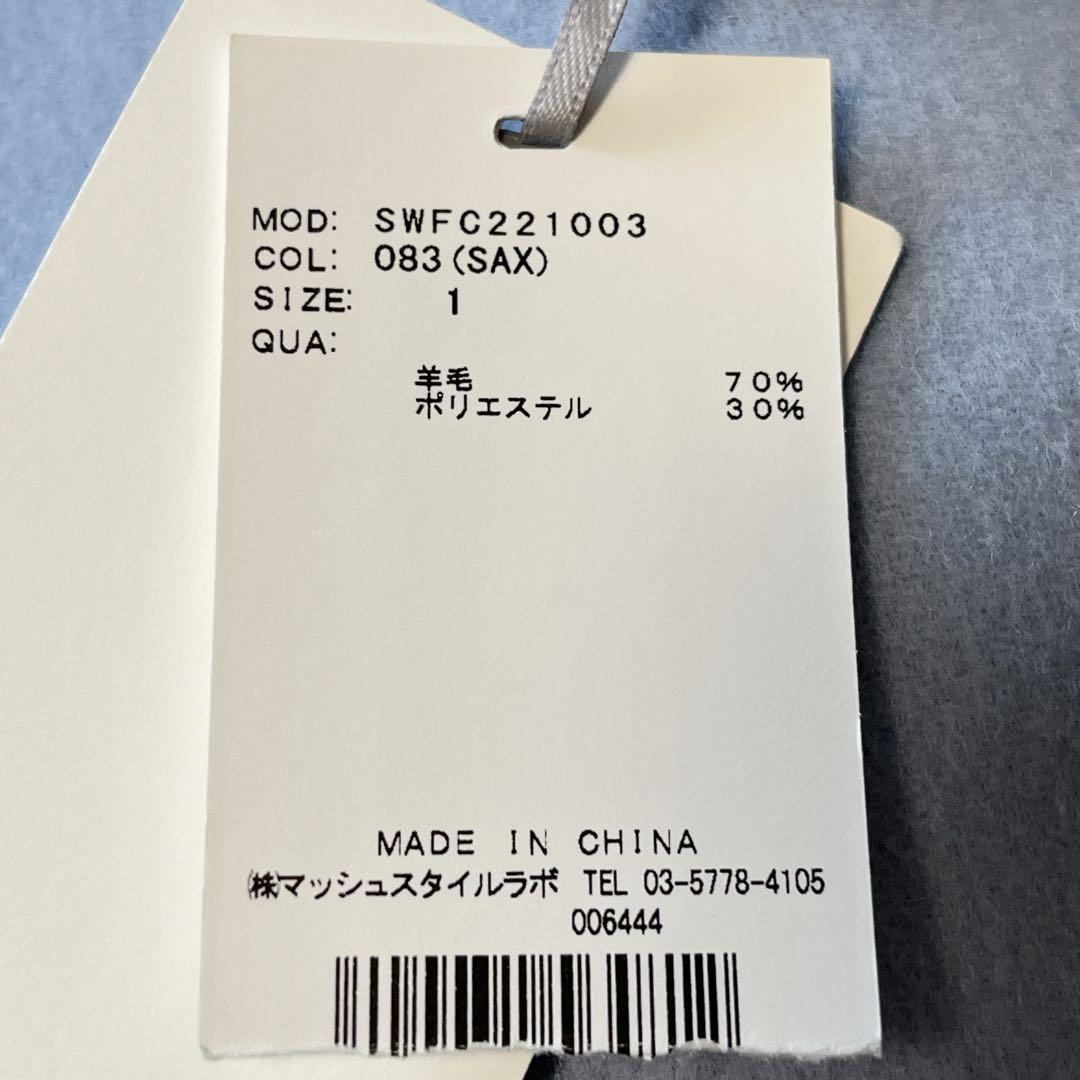 MOD: SWFC221003
COL: 083(SAX)
SIZE: 1
QUA:
羊毛 70%
ポリエステル 30%
MADE IN CHINA
㈱マッシュスタイルラボ TEL 03-5778-4105
006444